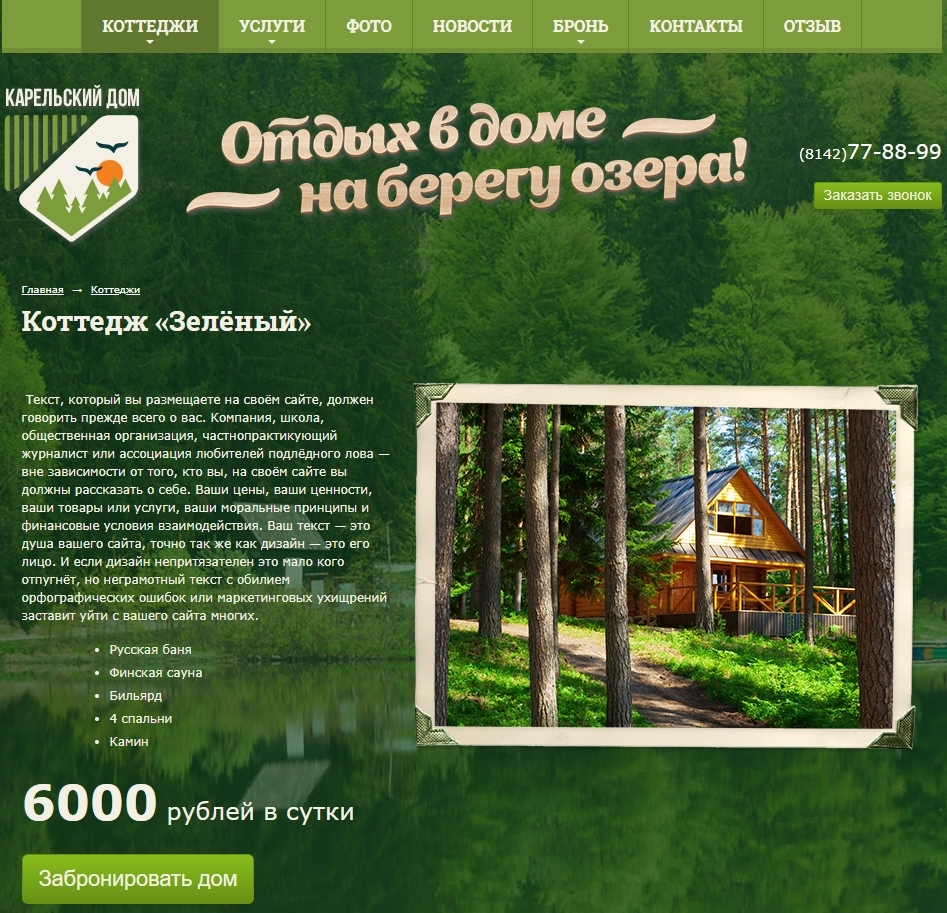 КОТТЕДЖИ УСЛУГИ ФОТО НОВОСТИ БРОНЬ КОНТАКТЫ ОТЗЫВ
КАРЕЛЬСКИЙ ДОМ
Отдых в доме
на берегу озера!
(8142)77-88-99
Заказать звонок
Главная → Коттеджи
Коттедж «Зелёный»
Текст, который вы размещаете на своём сайте, должен
говорить прежде всего о вас. Компания, школа,
общественная организация, частнопрактикующий
журналист или ассоциация любителей подлёдного лова —
вне зависимости от того, кто вы, на своём сайте вы
должны рассказать о себе. Ваши цены, ваши ценности,
ваши товары или услуги, ваши моральные принципы и
финансовые условия взаимодействия. Ваш текст — это
душа вашего сайта, точно так же как дизайн — это его
лицо. И если дизайн непритязателен это мало кого
отпугнёт, но неграмотный текст с обилием
орфографических ошибок или маркетинговых ухищрений
заставит уйти с вашего сайта многих.
• Русская баня
• Финская сауна
• Бильярд
• 4 спальни
• Камин
6000 рублей в сутки
Забронировать дом